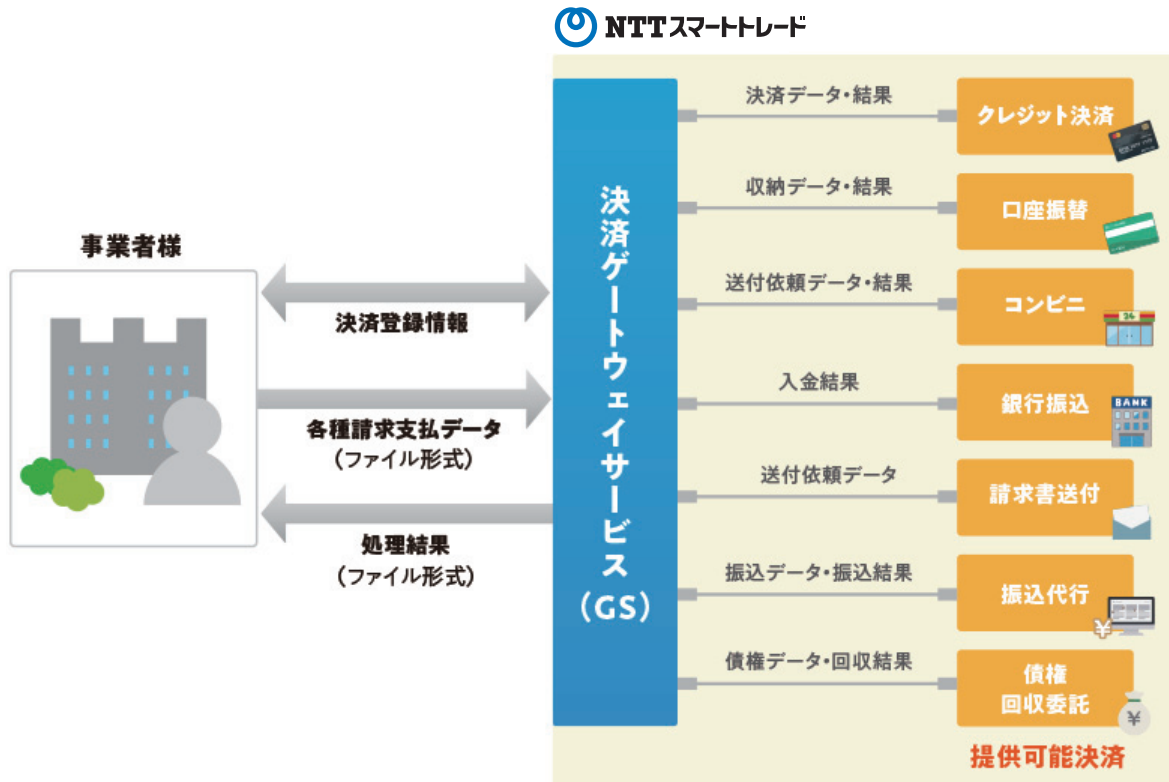 NTTスマートトレード
事業者様
決済登録情報
各種請求支払データ
(ファイル形式)
処理結果
(ファイル形式)
決済ゲートウェイサービス
(GS)
決済データ・結果
クレジット決済
収納データ・結果
口座振替
送付依頼データ・結果
コンビニ
24
入金結果
銀行振込
BANK
送付依頼データ
請求書送付
振込データ・振込結果
振込代行
¥
債権データ・回収結果
債権
回収委託
¥
提供可能決済